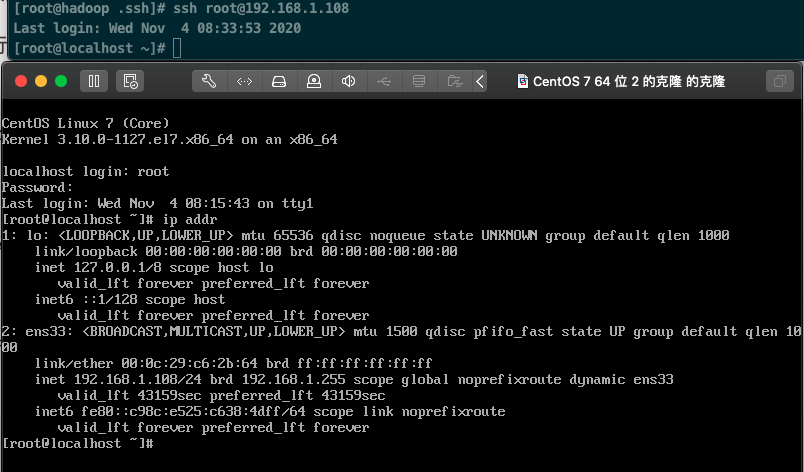 [root@hadoop .ssh]# ssh root@192.168.1.108
Last login: Wed Nov  4 08:33:53 2020
[root@localhost ~]#
CentOS 7 64 位 2 的克隆 的克隆
CentOS Linux 7 (Core)
Kernel 3.10.0-1127.el7.x86_64 on an x86_64
localhost login: root
Password:
Last login: Wed Nov  4 08:15:43 on tty1
[root@localhost ~]# ip addr
1: lo: <LOOPBACK,UP,LOWER_UP> mtu 65536 qdisc noqueue state UNKNOWN group default qlen 1000
    link/loopback 00:00:00:00:00:00 brd 00:00:00:00:00:00
    inet 127.0.0.1/8 scope host lo
       valid_lft forever preferred_lft forever
    inet6 ::1/128 scope host
       valid_lft forever preferred_lft forever
2: ens33: <BROADCAST,MULTICAST,UP,LOWER_UP> mtu 1500 qdisc pfifo_fast state UP group default qlen 10
00
    link/ether 00:0c:29:c6:2b:64 brd ff:ff:ff:ff:ff:ff
    inet 192.168.1.108/24 brd 192.168.1.255 scope global noprefixroute dynamic ens33
       valid_lft 43159sec preferred_lft 43159sec
    inet6 fe80::c98c:e525:c638:4dff/64 scope link noprefixroute
       valid_lft forever preferred_lft forever
[root@localhost ~]#